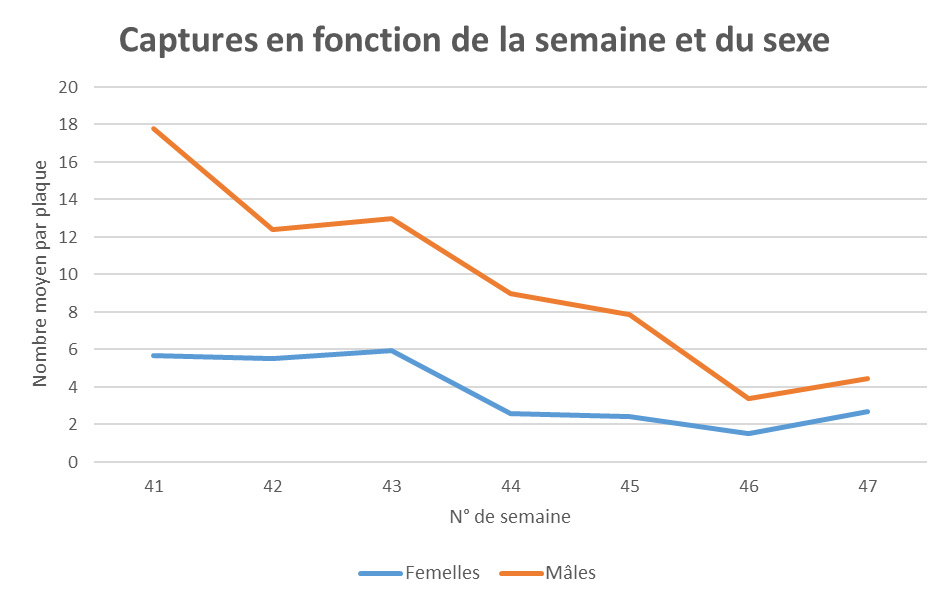 Captures en fonction de la semaine et du sexe
Nombre moyen par plaque
20
18
16
14
12
10
8
6
4
2
0
41 42 43 44 45 46 47
N° de semaine
Femelles Mâles